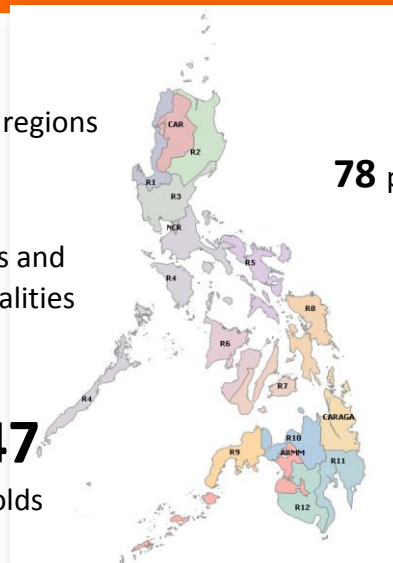 regions
78 p
s and
alities
47
olds
CAR
R2
R1
R3
NCR
R4
R5
R4
R8
R6
R7
CARAGA
R10
R9
ARMM
R11
R12